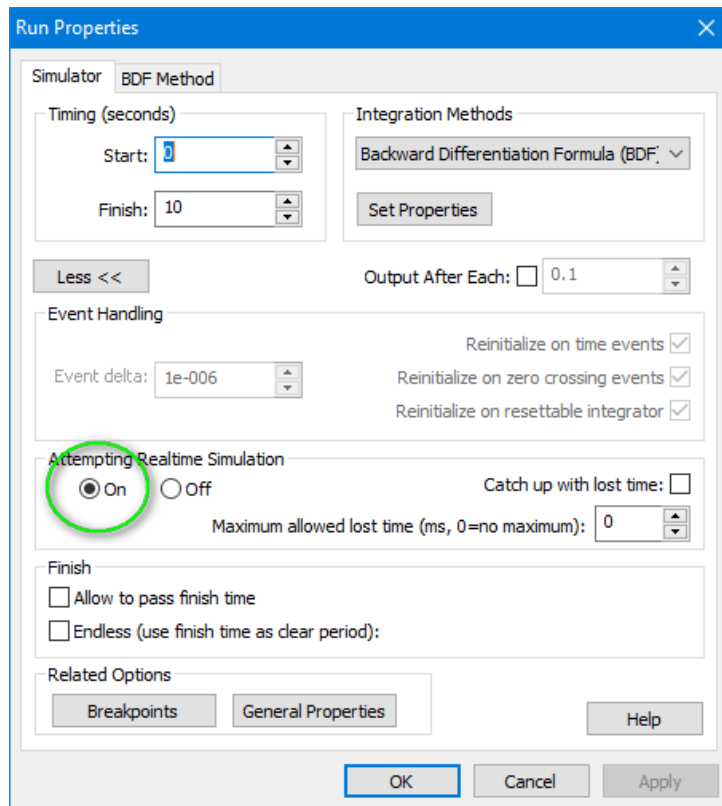 Run Properties
Simulator
BDF Method
Timing (seconds)
Start: 0
Finish: 10
Integration Methods
Backward Differentiation Formula (BDF)
Set Properties
Less <<
Output After Each: 0.1
Event Handling
Event delta: 1e-006
Reinitialize on time events
Reinitialize on zero crossing events
Reinitialize on resettable integrator
Attempting Realtime Simulation
On Off
Catch up with lost time:
Maximum allowed lost time (ms, 0=no maximum): 0
Finish
Allow to pass finish time
Endless (use finish time as clear period):
Related Options
Breakpoints
General Properties
Help
OK
Cancel
Apply